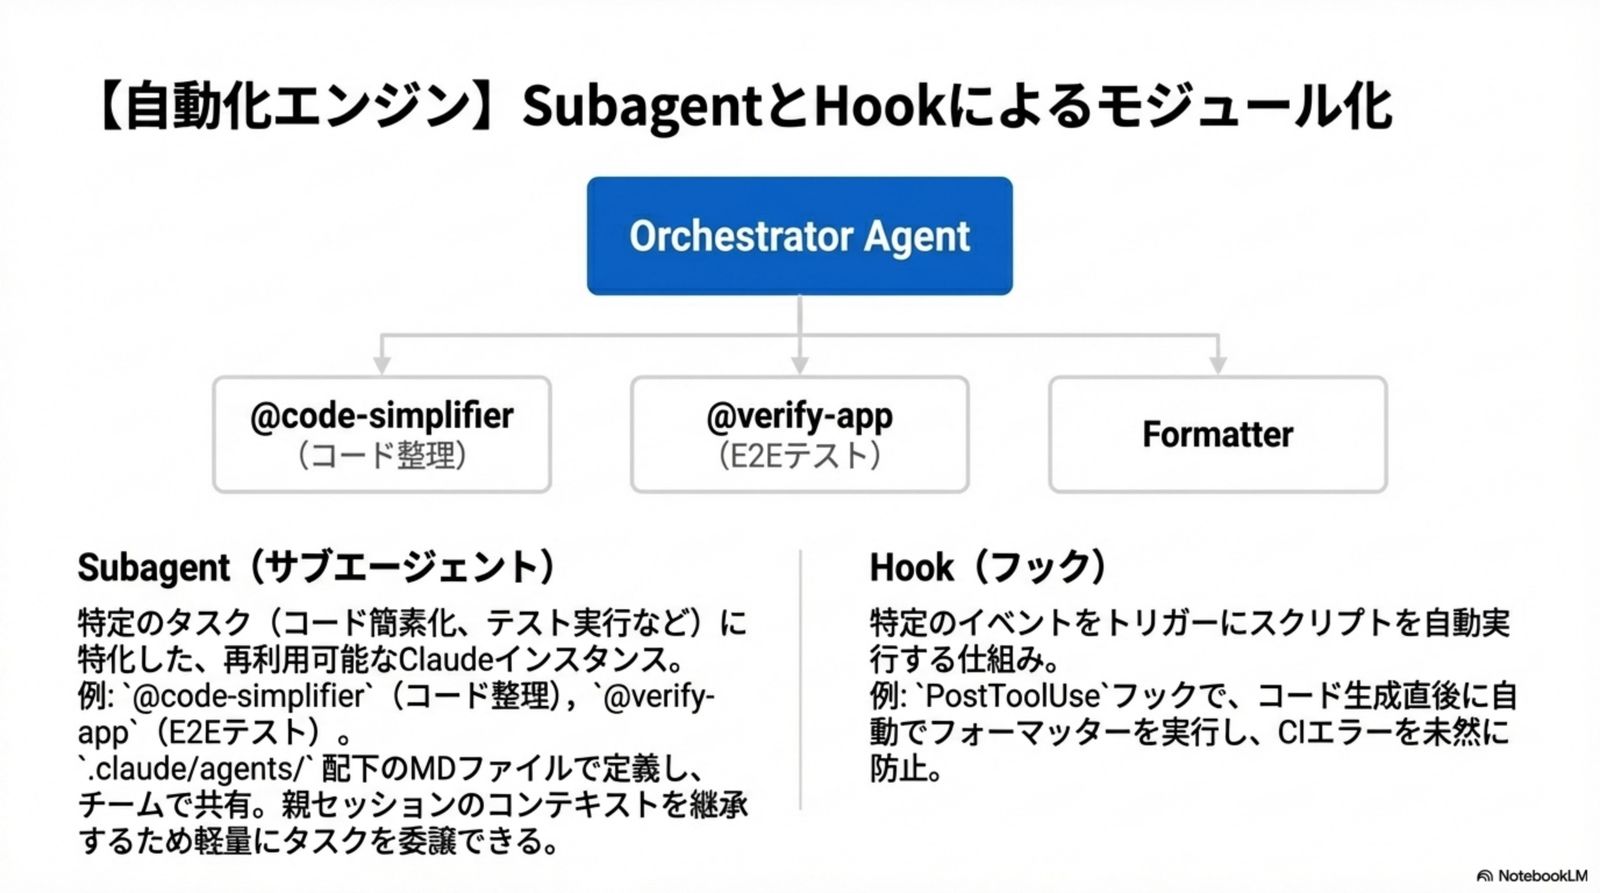 【自動化エンジン】SubagentとHookによるモジュール化
Orchestrator Agent
@code-simplifier
（コード整理）
@verify-app
（E2Eテスト）
Formatter
Subagent（サブエージェント）
特定のタスク（コード簡素化、テスト実行など）に
特化した、再利用可能なClaudeインスタンス。
例: `@code-simplifier`（コード整理）, `@verify-
app`（E2Eテスト）。
`.claude/agents/` 配下のMDファイルで定義し、
チームで共有。親セッションのコンテキストを継承
するため軽量にタスクを委譲できる。
Hook（フック）
特定のイベントをトリガーにスクリプトを自動実
行する仕組み。
例: `PostToolUse`フックで、コード生成直後に自
動でフォーマッターを実行し、CIエラーを未然に
防止。
NotebookLM